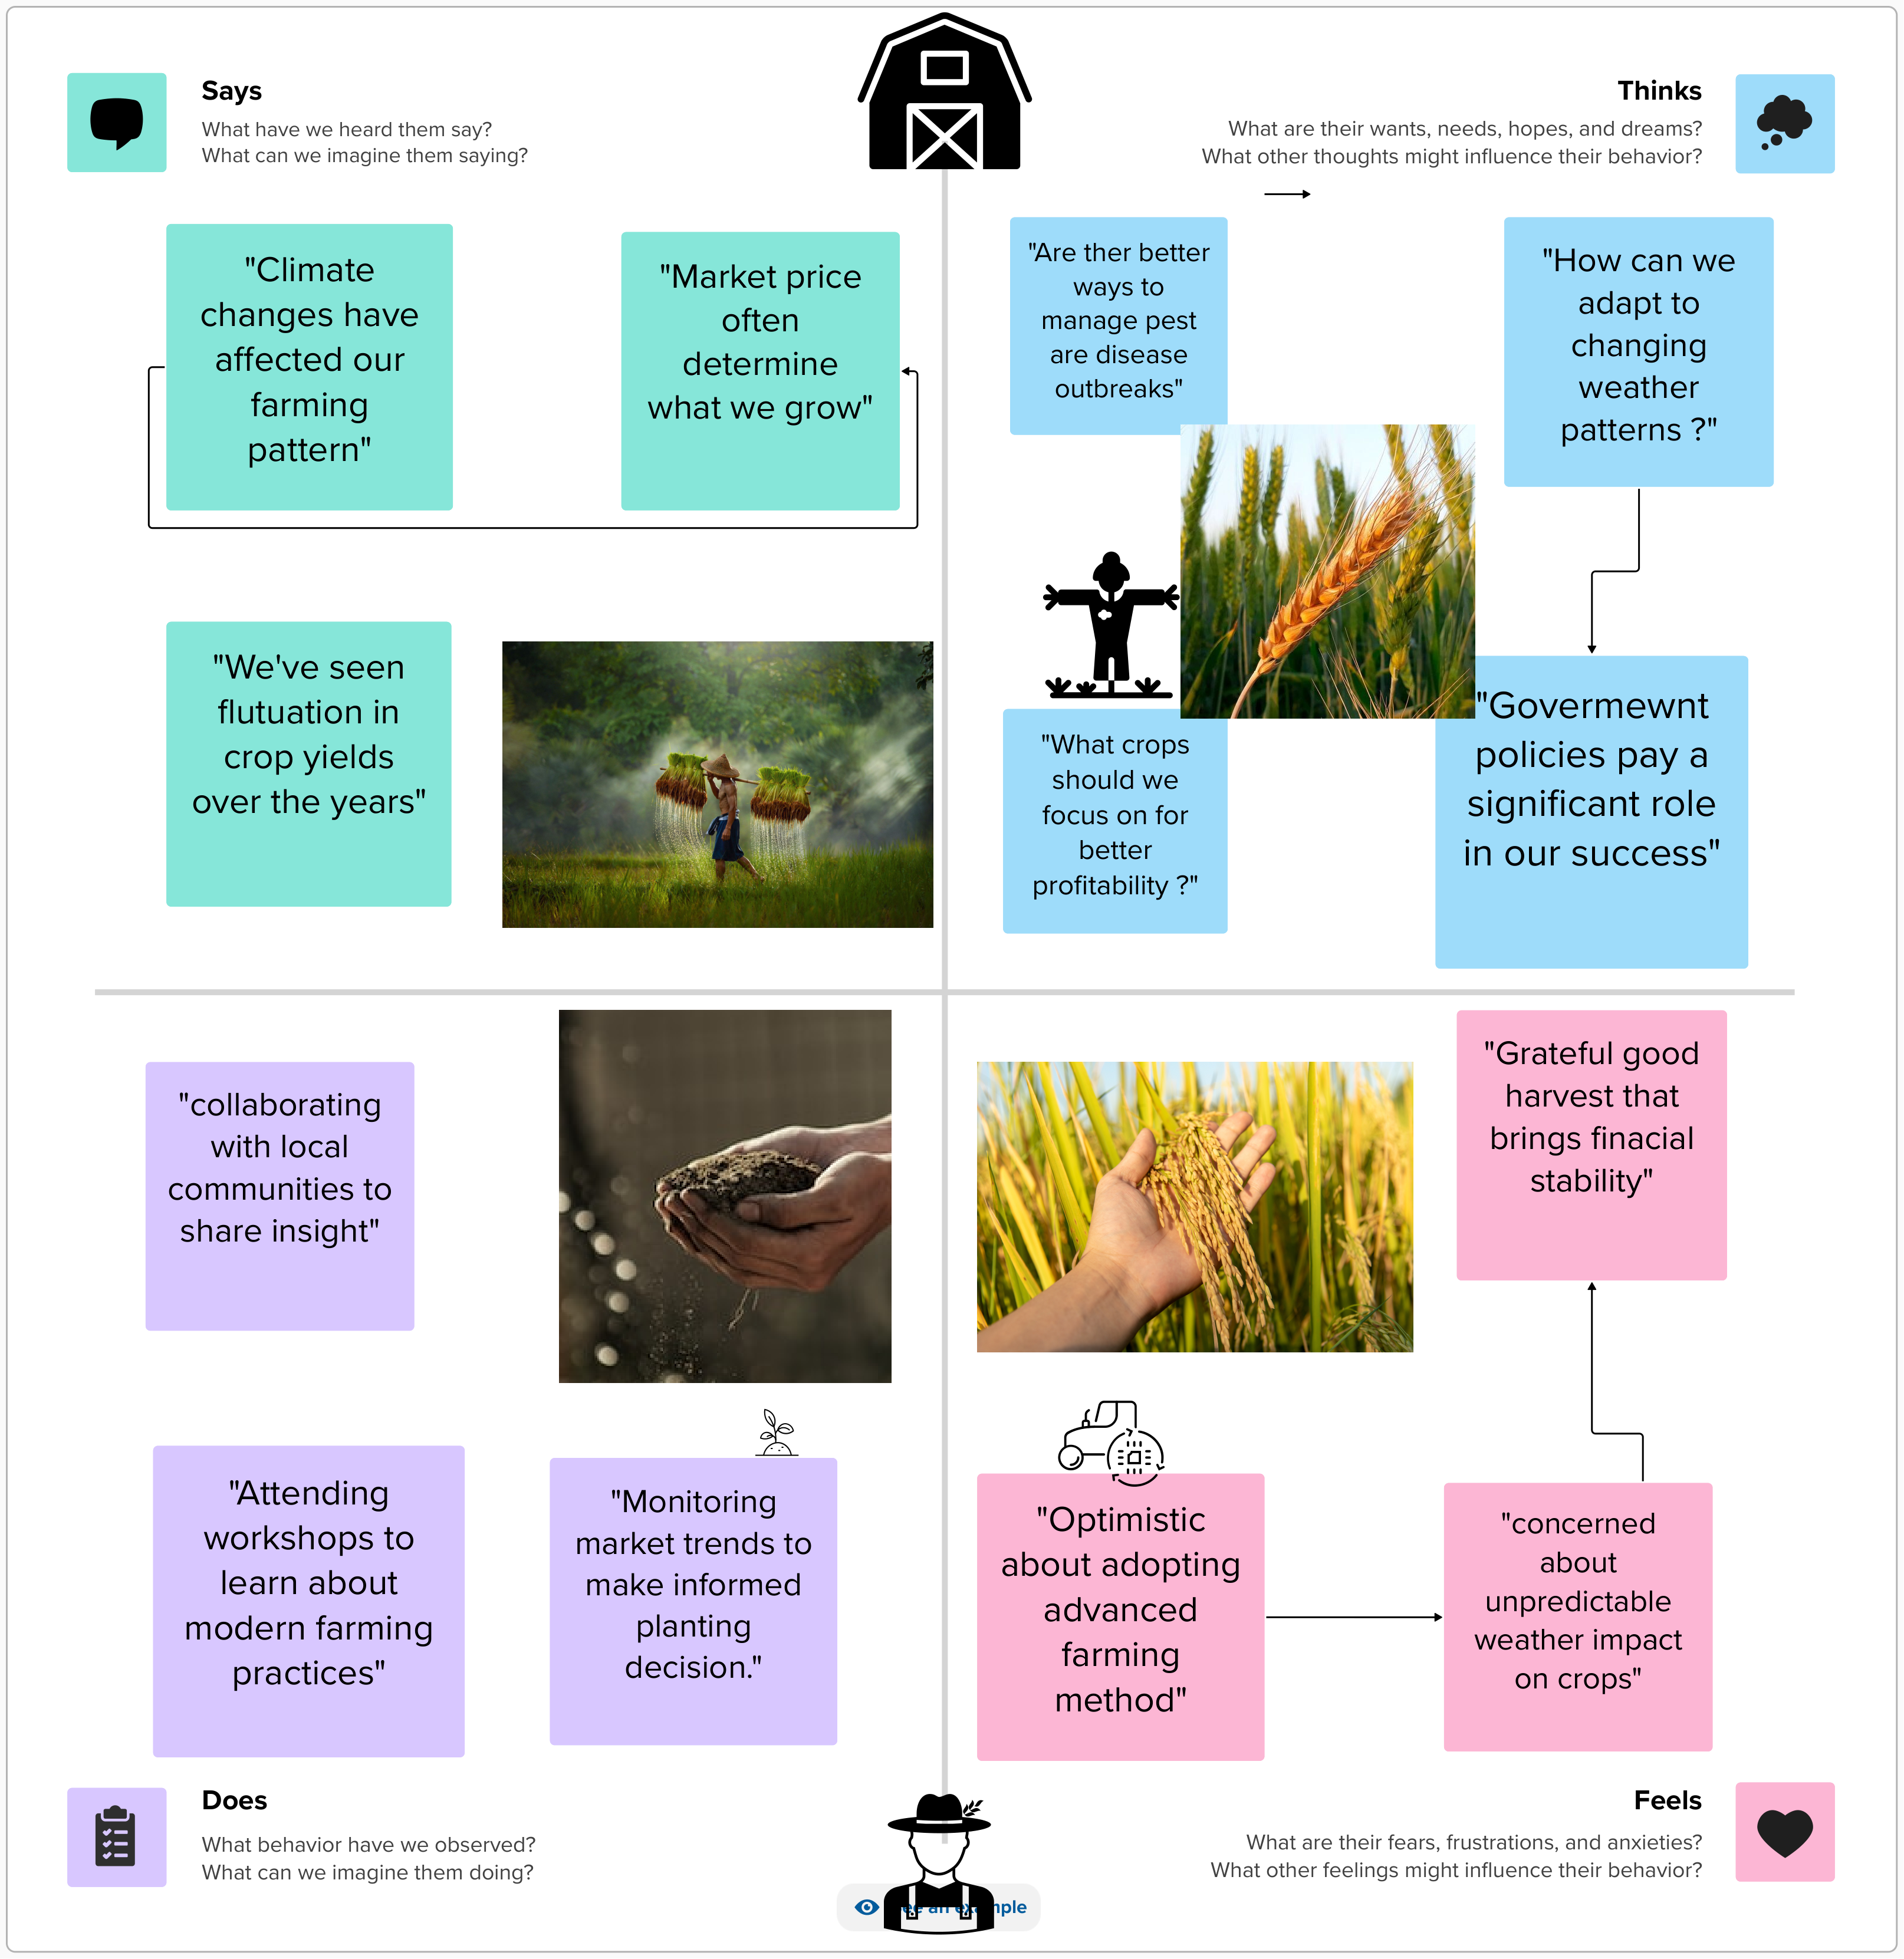 Says
What have we heard them say?
What can we imagine them saying?
Thinks
What are their wants, needs, hopes, and dreams?
What other thoughts might influence their behavior?
"Climate
changes have
affected our
farming
pattern"
"Market price
often
determine
what we grow"
"Are ther better
ways to
manage pest
are disease
outbreaks"
"How can we
adapt to
changing
weather
patterns ?"
"We've seen
flutuation in
crop yields
over the years"
"What crops
should we
focus on for
better
profitability ?"
"Govermewnt
policies pay a
significant role
in our success"
"collaborating
with local
communities to
share insight"
"Grateful good
harvest that
brings finacial
stability"
"Attending
workshops to
learn about
modern farming
practices"
"Monitoring
market trends to
make informed
planting
decision."
"Optimistic
about adopting
advanced
farming
method"
"concerned
about
unpredictable
weather impact
on crops"
Does
What behavior have we observed?
What can we imagine them doing?
Feels
What are their fears, frustrations, and anxieties?
What other feelings might influence their behavior?